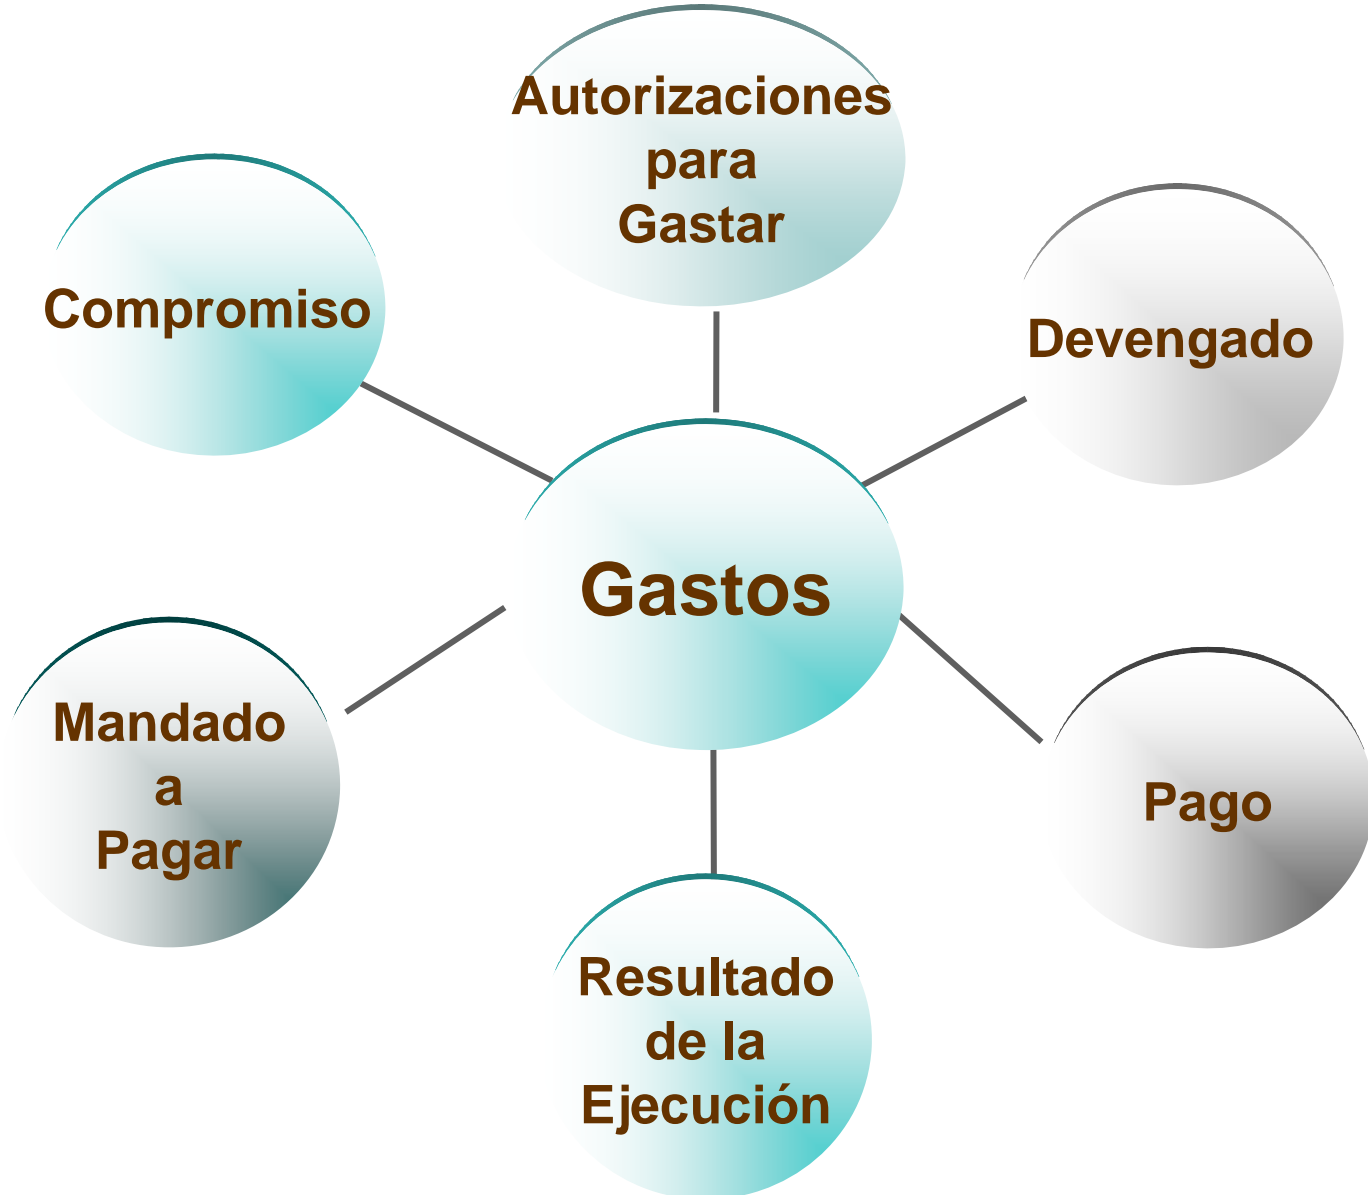 Autorizaciones
para
Gastar
Compromiso
Devengado
Gastos
Mandado
a
Pagar
Pago
Resultado
de la
Ejecución